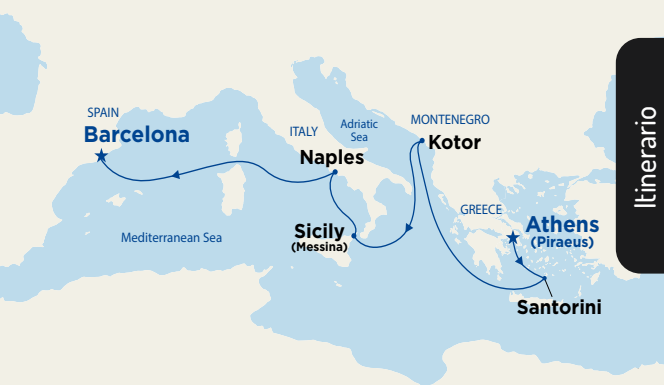 SPAIN
Barcelona
ITALY
Adriatic
Sea
MONTENEGRO
Kotor
Naples
Sicily
(Messina)
GREECE
Athens
(Piraeus)
Mediterranean Sea
Santorini
Itinerario